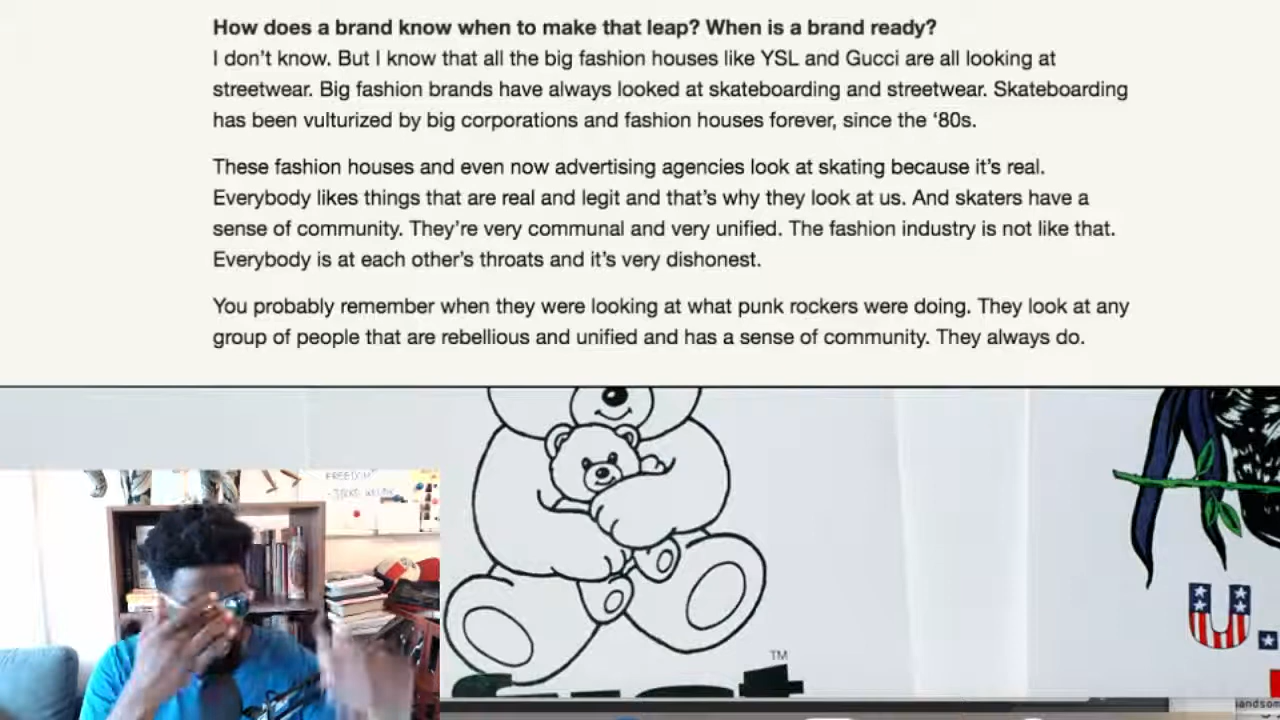 How does a brand know when to make that leap? When is a brand ready?
I don’t know. But I know that all the big fashion houses like YSL and Gucci are all looking at
streetwear. Big fashion brands have always looked at skateboarding and streetwear. Skateboarding
has been vulturized by big corporations and fashion houses forever, since the ‘80s.
These fashion houses and even now advertising agencies look at skating because it’s real.
Everybody likes things that are real and legit and that’s why they look at us. And skaters have a
sense of community. They’re very communal and very unified. The fashion industry is not like that.
Everybody is at each other’s throats and it’s very dishonest.
You probably remember when they were looking at what punk rockers were doing. They look at any
group of people that are rebellious and unified and has a sense of community. They always do.
FREEDOM"
U.
TM